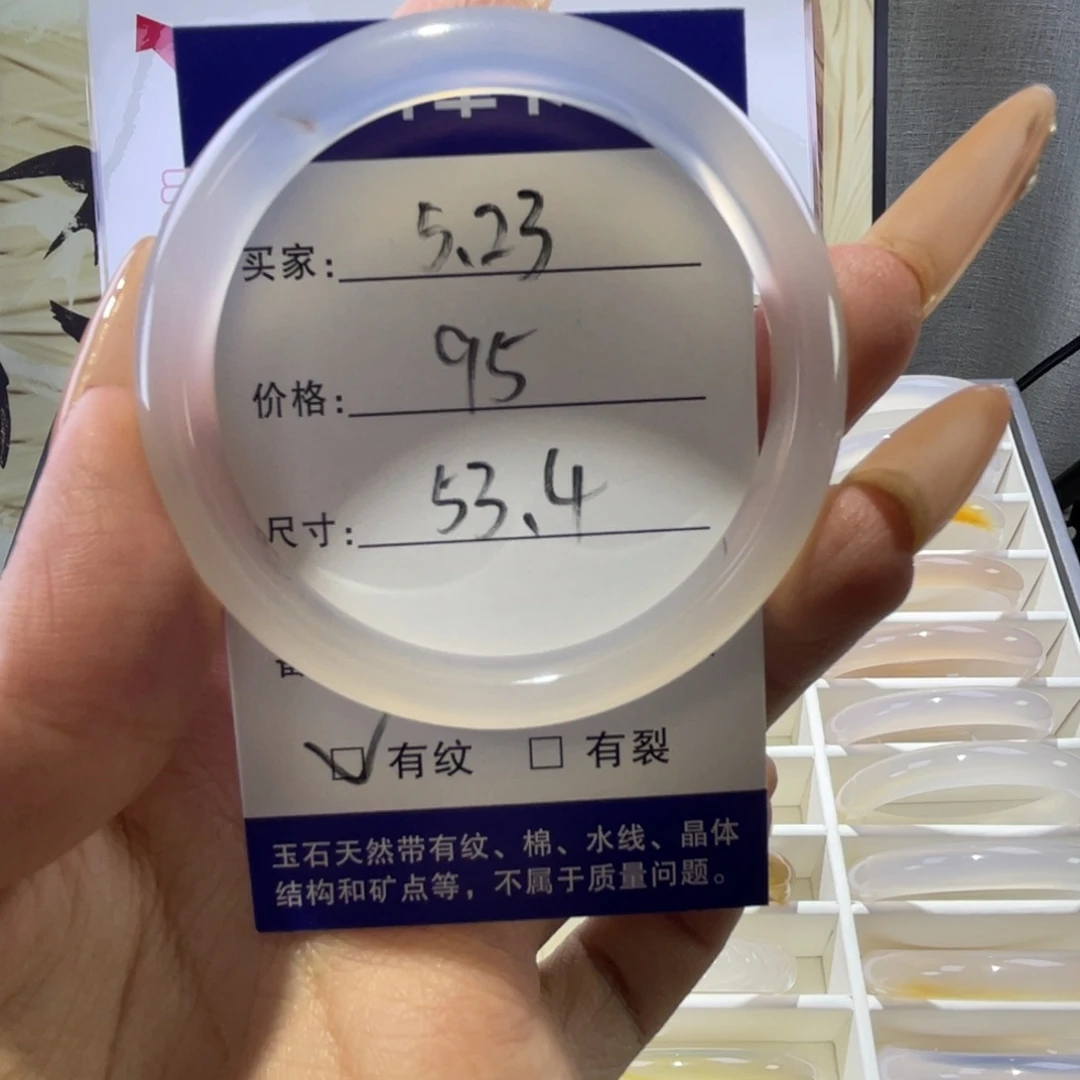 买家: 5.23
价格: 95
尺寸: 53.4
☑ 有纹 □ 有裂
玉石天然带有纹、棉、水线、晶体
结构和矿点等，不属于质量问题。